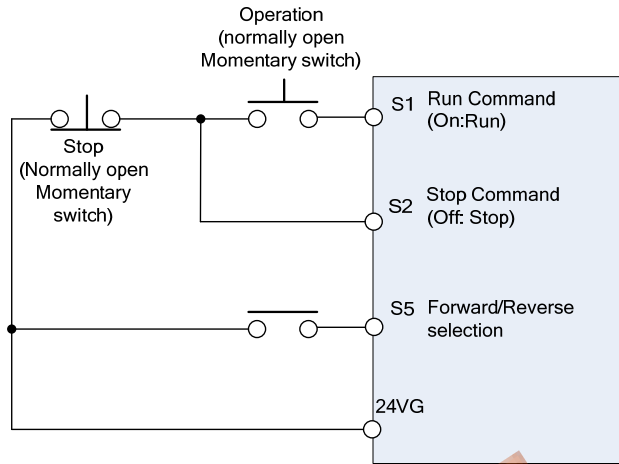 Operation
(normally open
Momentary switch)
Stop
(Normally open
Momentary
switch)
S1 Run Command
(On:Run)
S2 Stop Command
(Off: Stop)
S5 Forward/Reverse
selection
24VG